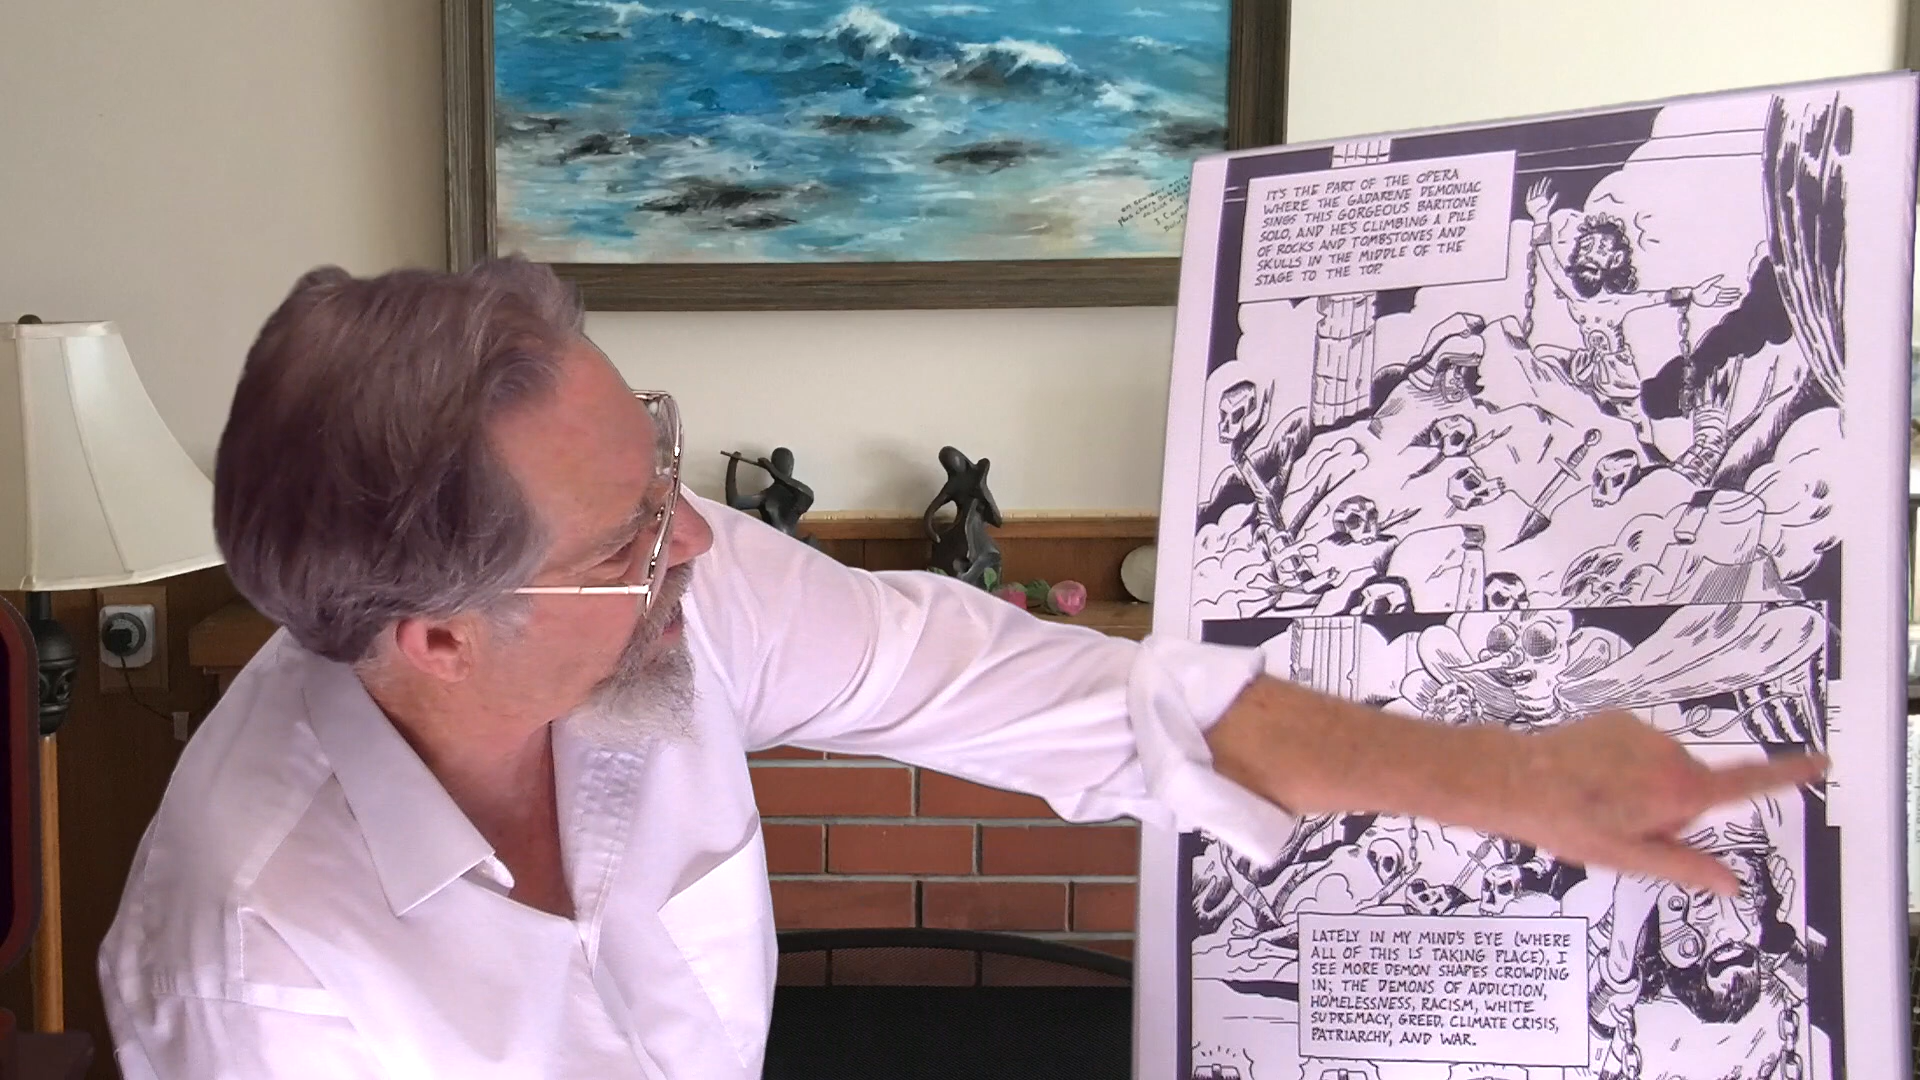 IT'S THE PART OF THE OPERA
WHERE THE GADARENE DEMONIAC
SINGS THIS GORGEOUS BARITONE
SOLO, AND HE'S CLIMBING A PILE
OF ROCKS AND TOMBSTONES AND
SKULLS IN THE MIDDLE OF THE
STAGE TO THE TOP.
LATELY IN MY MIND'S EYE (WHERE
ALL OF THIS IS TAKING PLACE), I
SEE MORE DEMON SHAPES CROWDING
IN; THE DEMONS OF ADDICTION,
HOMELESSNESS, RACISM, WHITE
SUPREMACY, GREED, CLIMATE CRISIS,
PATRIARCHY, AND WAR.